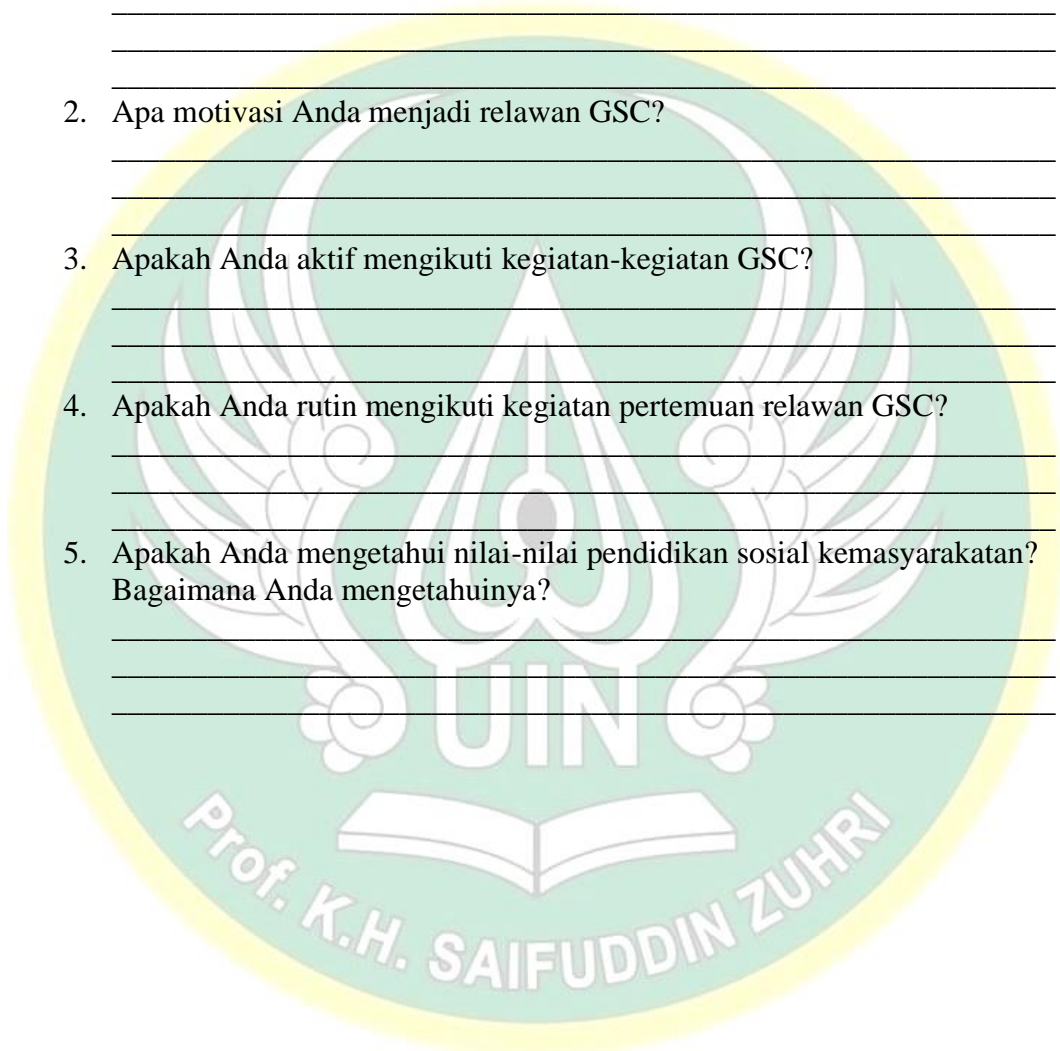 2. Apa motivasi Anda menjadi relawan GSC?
3. Apakah Anda aktif mengikuti kegiatan-kegiatan GSC?
4. Apakah Anda rutin mengikuti kegiatan pertemuan relawan GSC?
5. Apakah Anda mengetahui nilai-nilai pendidikan sosial kemasyarakatan?
Bagaimana Anda mengetahuinya?
UIN
Prof. K.H. SAIFUDDIN ZUHRI